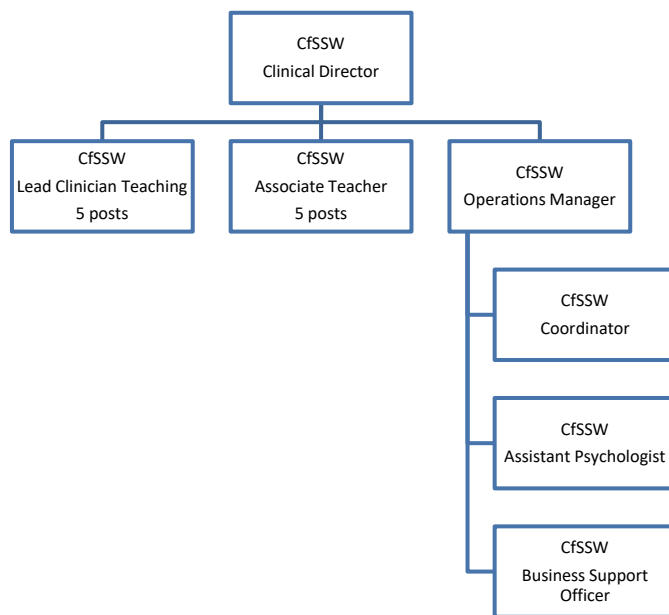 CfSSW
Clinical Director
CfSSW
Lead Clinician Teaching
5 posts
CfSSW
Associate Teacher
5 posts
CfSSW
Operations Manager
CfSSW
Coordinator
CfSSW
Assistant Psychologist
CfSSW
Business Support
Officer